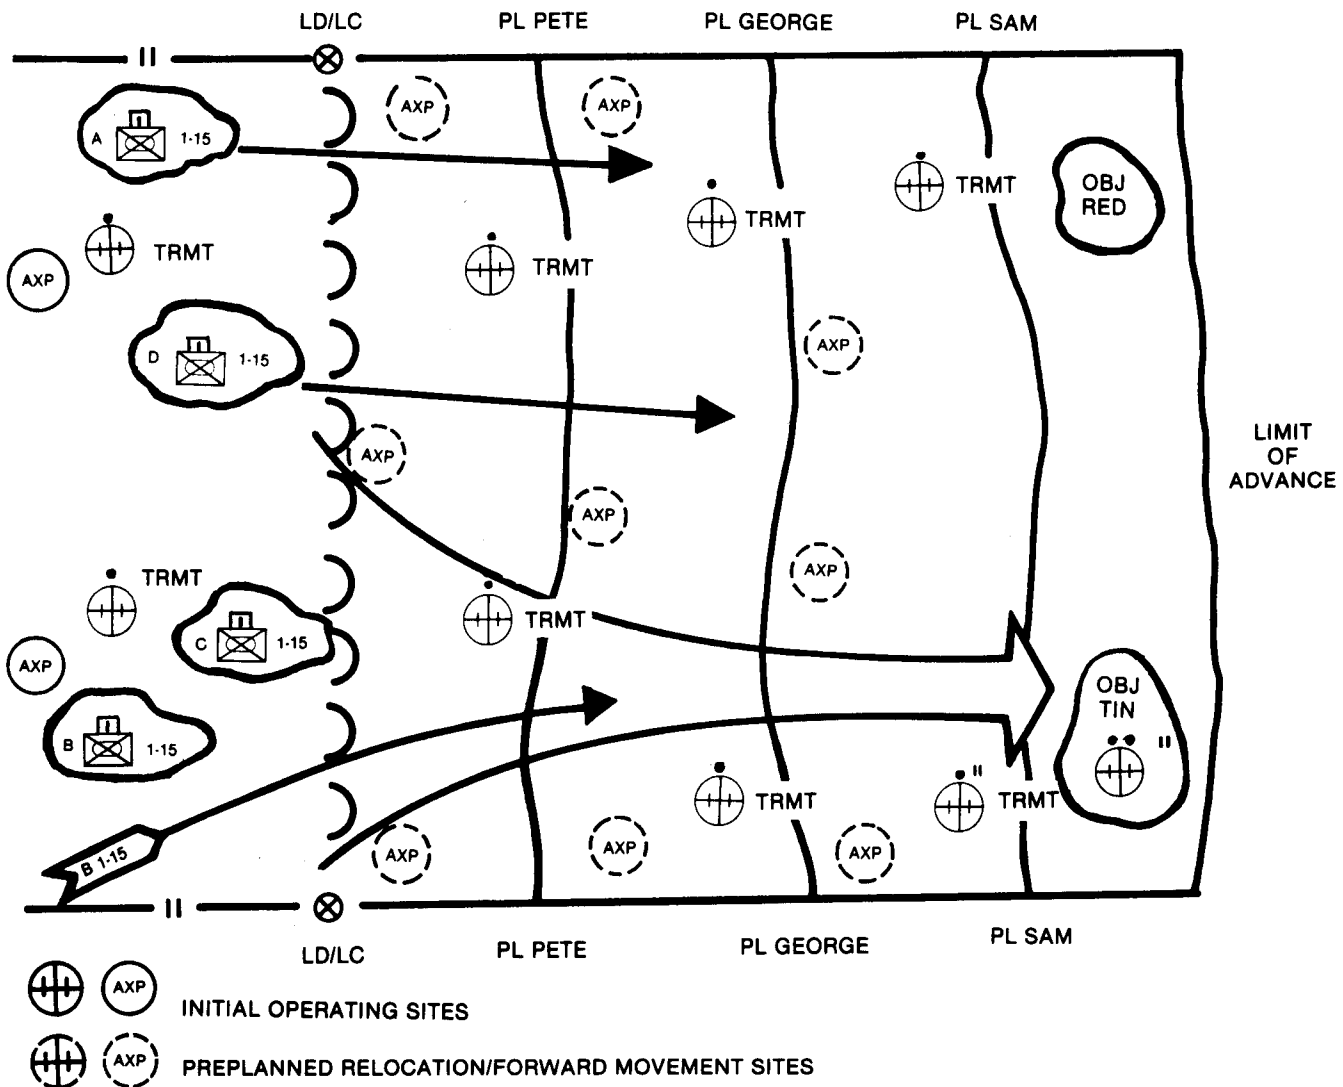 LD/LC PL PETE PL GEORGE PL SAM
II
AXP AXP
A 1-15
TRMT
OBJ
RED
TRMT
TRMT
TRMT
AXP
AXP
D 1-15
LIMIT
OF
ADVANCE
AXP
AXP
AXP
TRMT
TRMT
C 1-15
AXP
OBJ
TIN
II
B 1-15
TRMT
II
TRMT
AXP
AXP
AXP
B 1-15
II
LD/LC PL PETE PL GEORGE PL SAM
AXP INITIAL OPERATING SITES
AXP PREPLANNED RELOCATION/FORWARD MOVEMENT SITES